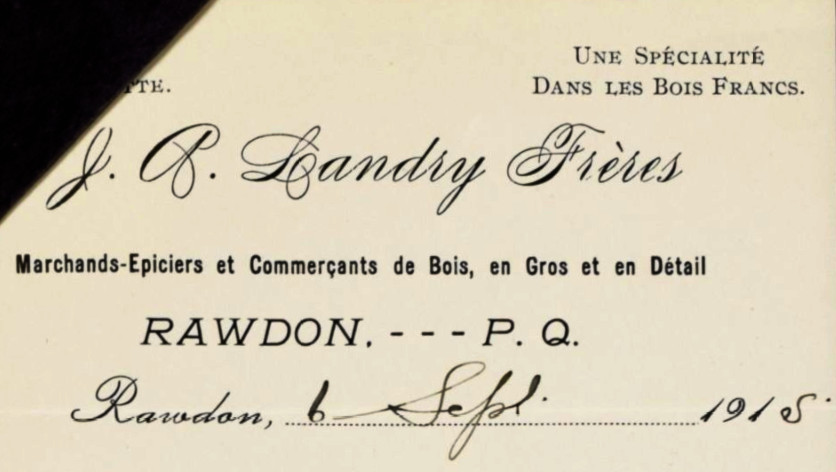 UNE SPÉCIALITÉ
DANS LES BOIS FRANCS.
J. P. Landry Frères
Marchands-Epiciers et Commerçants de Bois, en Gros et en Détail
RAWDON, - - - P. Q.
Rawdon, 6 Sept. 1915.